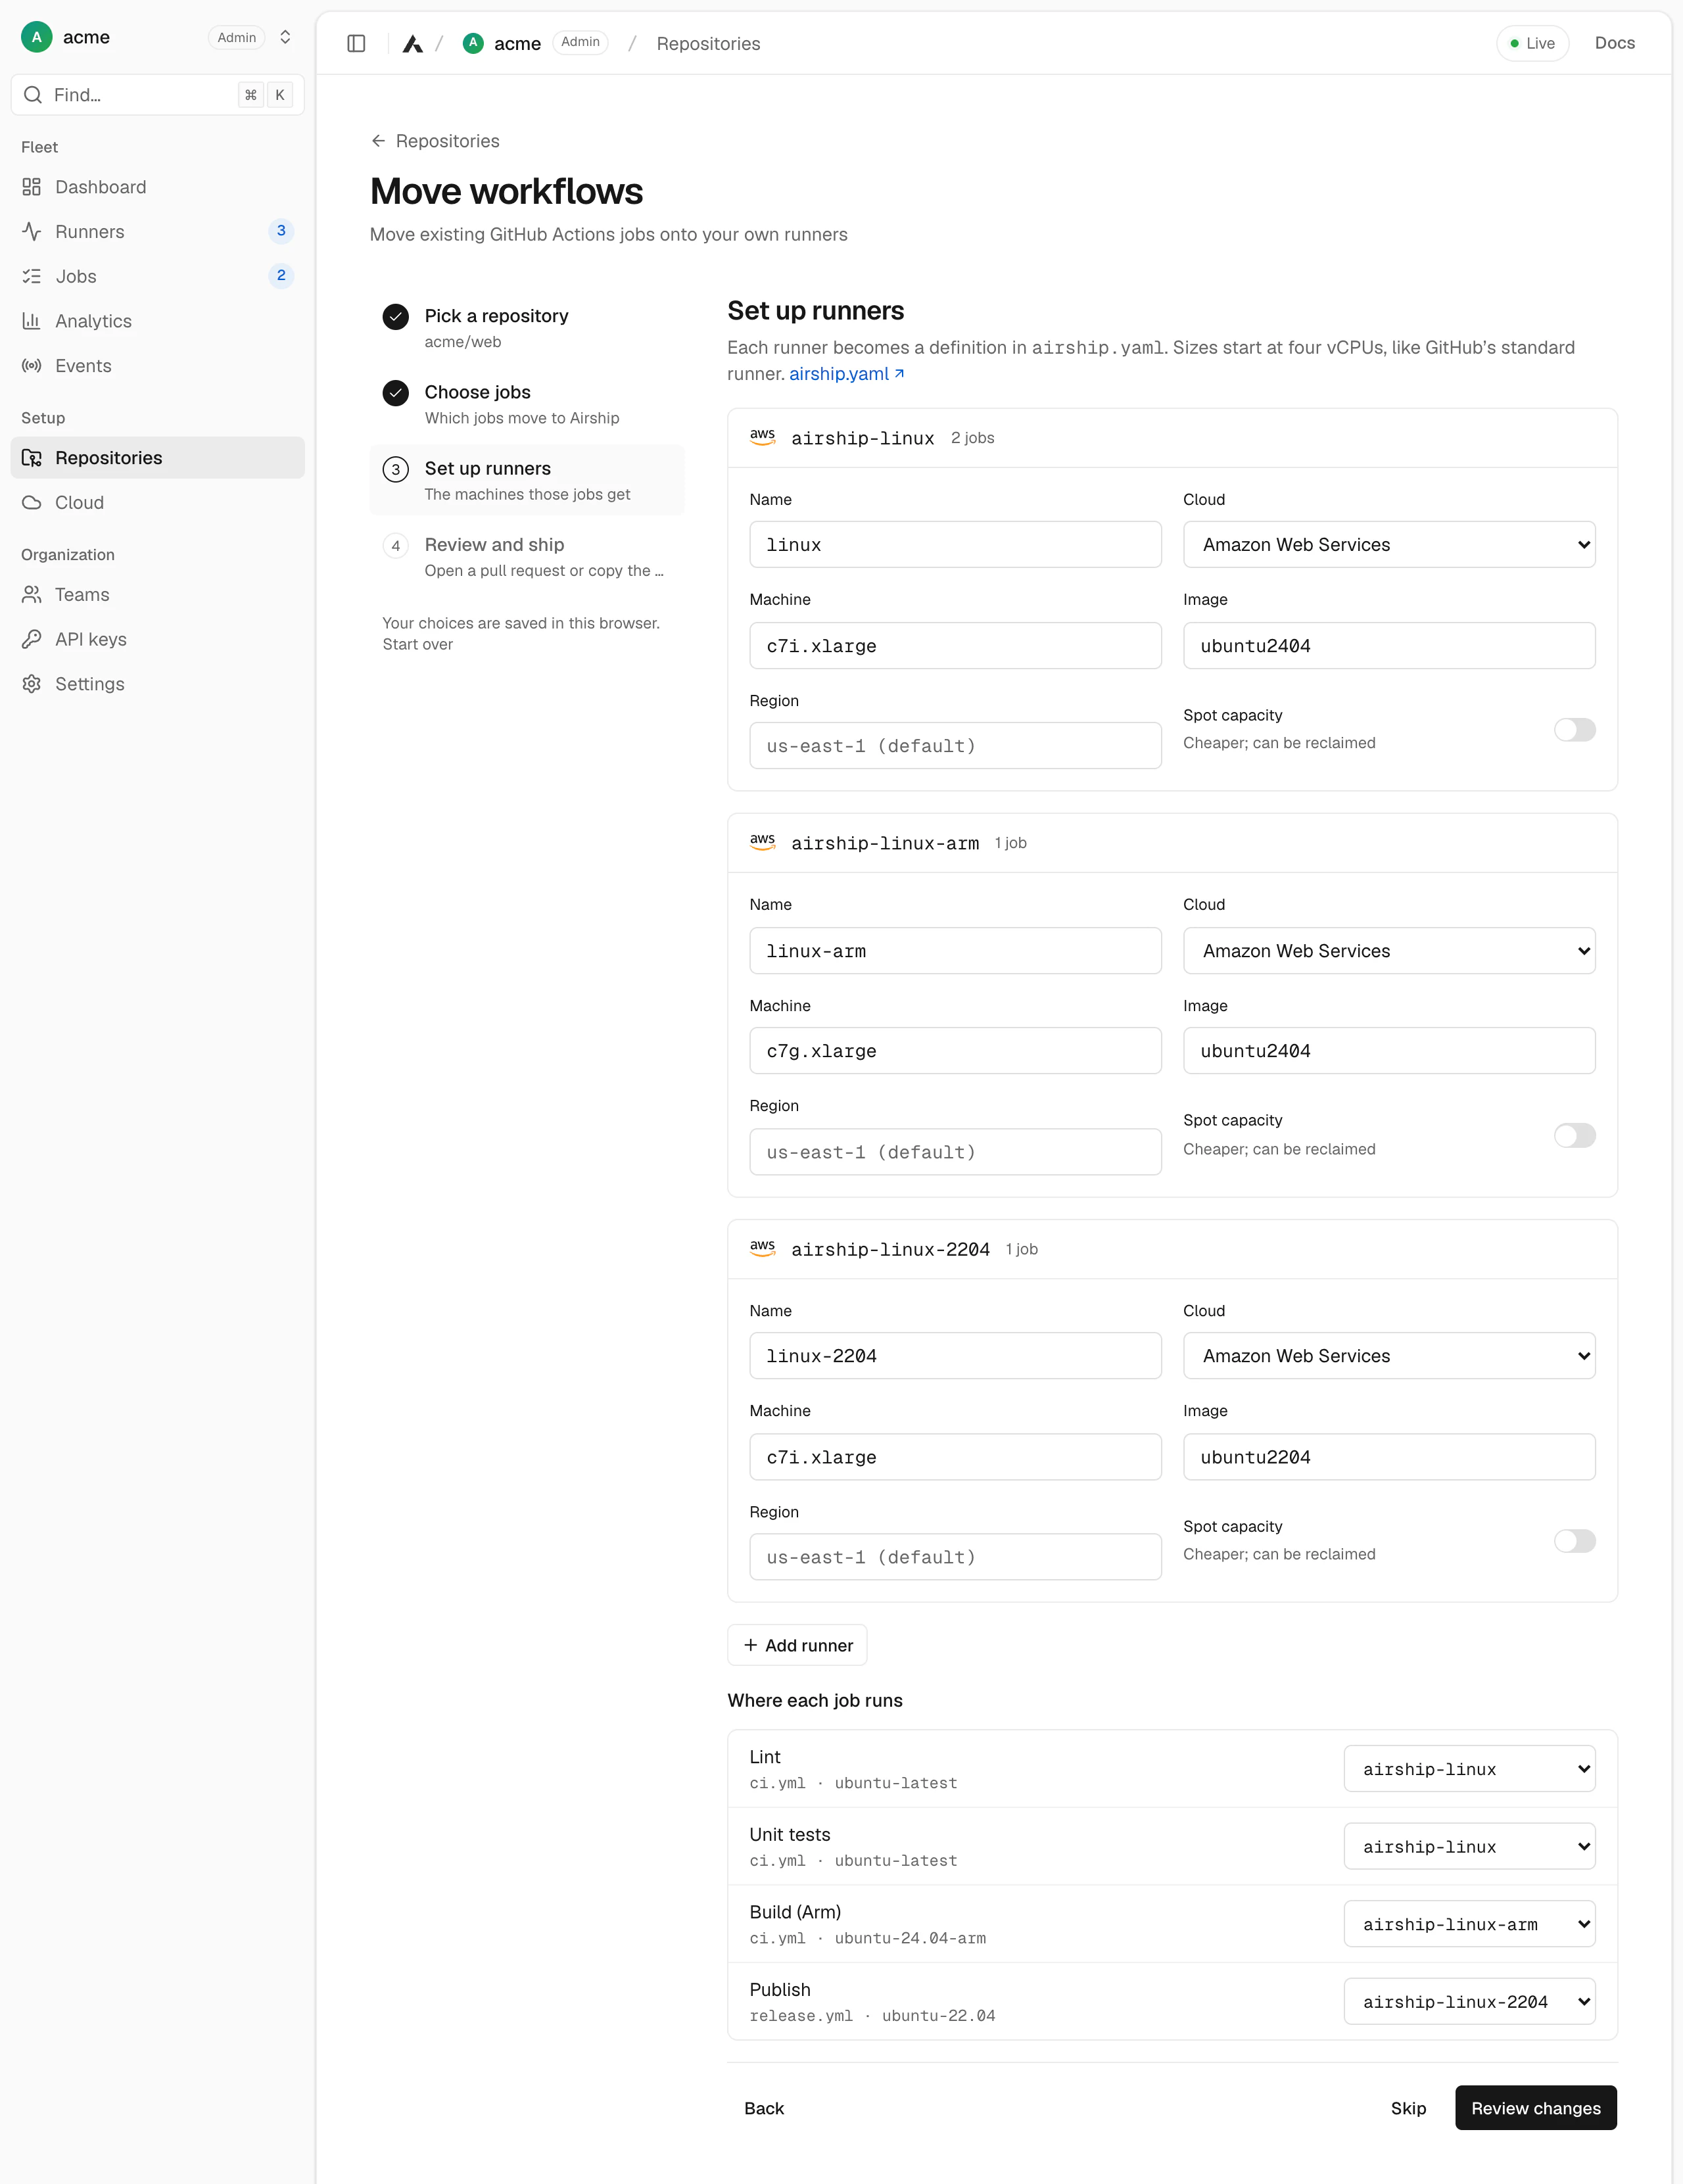 A acme Admin
Find... ⌘ K
Fleet
Dashboard
Runners 3
Jobs 2
Analytics
Events
Setup
Repositories
Cloud
Organization
Teams
API keys
Settings
/ A acme Admin / Repositories
Live Docs
← Repositories
Move workflows
Move existing GitHub Actions jobs onto your own runners
Pick a repository
acme/web
Choose jobs
Which jobs move to Airship
3 Set up runners
The machines those jobs get
4 Review and ship
Open a pull request or copy the ...
Your choices are saved in this browser.
Start over
Set up runners
Each runner becomes a definition in airship.yaml. Sizes start at four vCPUs, like GitHub’s standard
runner. airship.yaml ↗
aws airship-linux 2 jobs
Name Cloud
linux Amazon Web Services
Machine Image
c7i.xlarge ubuntu2404
Region Spot capacity
us-east-1 (default) Cheaper; can be reclaimed
aws airship-linux-arm 1 job
Name Cloud
linux-arm Amazon Web Services
Machine Image
c7g.xlarge ubuntu2404
Region Spot capacity
us-east-1 (default) Cheaper; can be reclaimed
aws airship-linux-2204 1 job
Name Cloud
linux-2204 Amazon Web Services
Machine Image
c7i.xlarge ubuntu2204
Region Spot capacity
us-east-1 (default) Cheaper; can be reclaimed
+ Add runner
Where each job runs
Lint
ci.yml · ubuntu-latest
airship-linux
Unit tests
ci.yml · ubuntu-latest
airship-linux
Build (Arm)
ci.yml · ubuntu-24.04-arm
airship-linux-arm
Publish
release.yml · ubuntu-22.04
airship-linux-2204
Back Skip Review changes